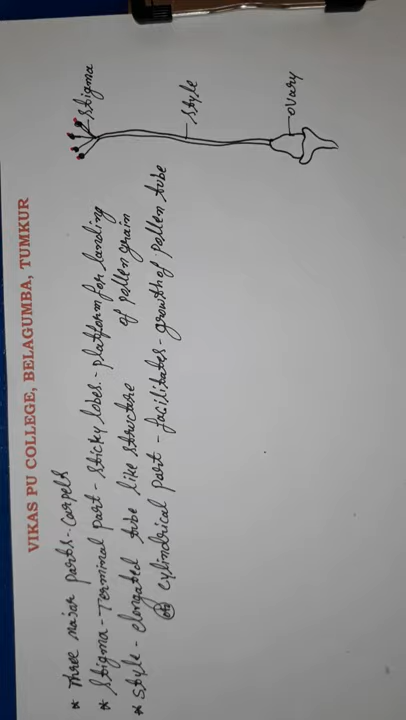 VIKAS PU COLLEGE, BELAGUMBA, TUMKUR
* Three major parts - carpels
* Stigma - Terminal part - sticky lobes - platform for landing
of pollen grain
* Style - elongated tube like structure
(or) cylindrical part - facilitates - growth of pollen tube
Stigma
Style
Ovary